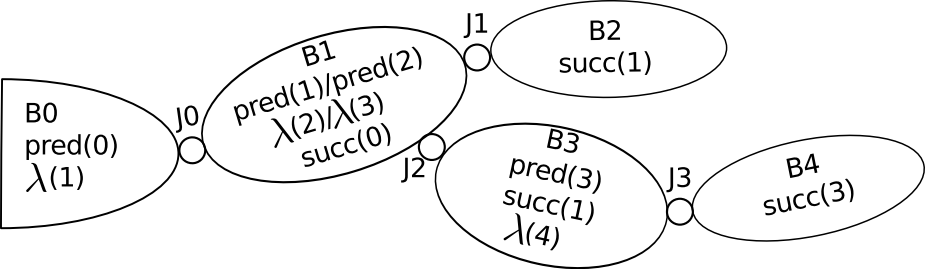 B0
pred(0)
λ(1)
J0
B1
pred(1)/pred(2)
λ(2)/λ(3)
succ(0)
J1
B2
succ(1)
J2
B3
pred(3)
succ(1)
λ(4)
J3
B4
succ(3)